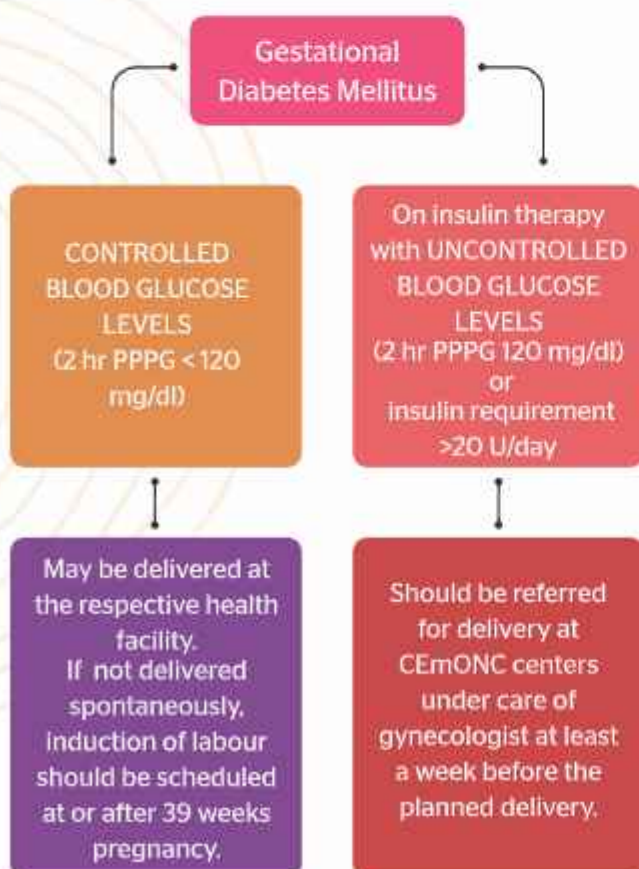 Gestational
Diabetes Mellitus
CONTROLLED
BLOOD GLUCOSE
LEVELS
(2 hr PPPG < 120
mg/dl)
On insulin therapy
with UNCONTROLLED
BLOOD GLUCOSE
LEVELS
(2 hr PPPG 120 mg/dl)
or
insulin requirement
>20 U/day
May be delivered at
the respective health
facility.
If not delivered
spontaneously,
induction of labour
should be scheduled
at or after 39 weeks
pregnancy.
Should be referred
for delivery at
CEmONC centers
under care of
gynecologist at least
a week before the
planned delivery.